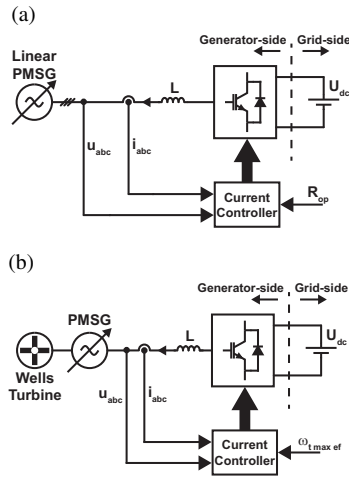 (a)
Generator-side Grid-side
Linear
PMSG
L
U_dc
u_abc
i_abc
Current
Controller
R_op
(b)
Generator-side Grid-side
PMSG
L
U_dc
Wells
Turbine
u_abc
i_abc
Current
Controller
ω_t max ef